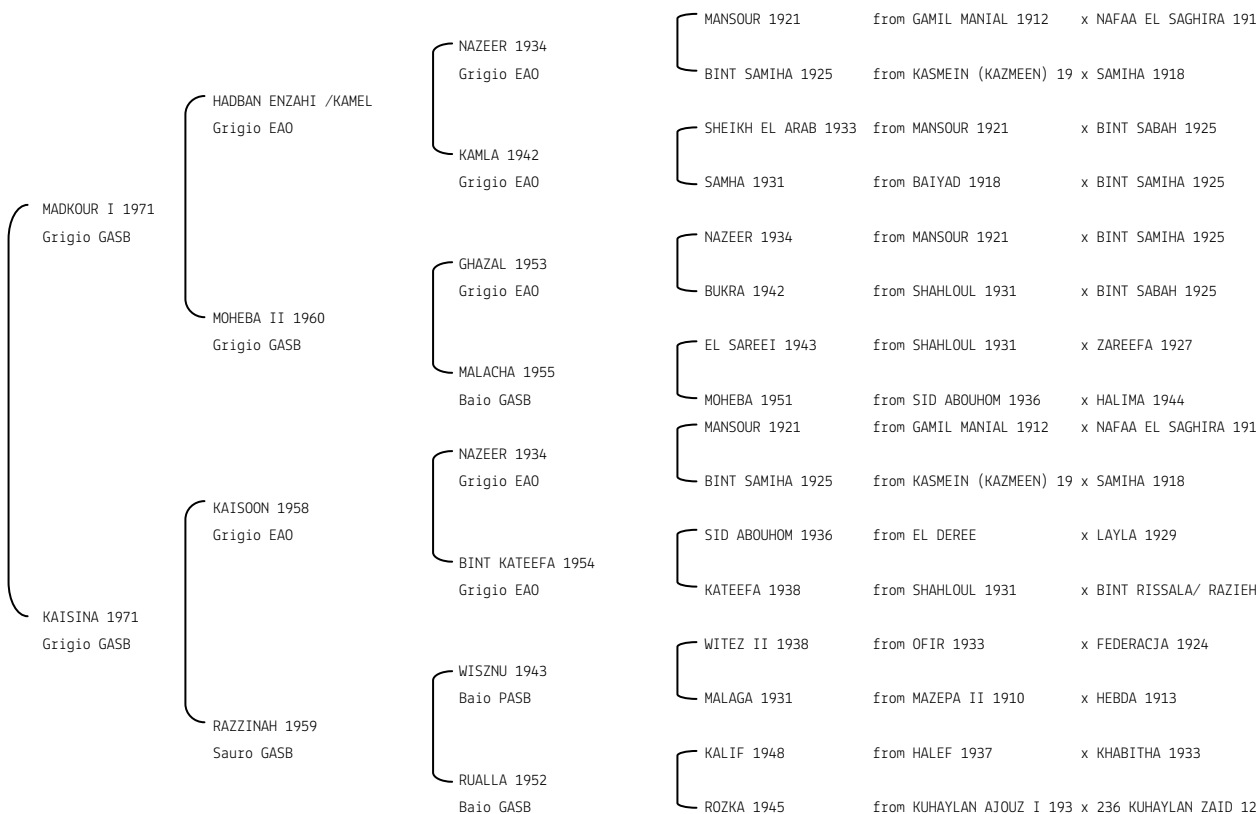 MANSOUR 1921 from GAMIL MANIAL 1912 x NAFAA EL SAGHIRA 191
NAZEER 1934
Grigio EAO BINT SAMIHA 1925 from KASMEIN (KAZMEEN) 19 x SAMIHA 1918
HADBAN ENZAHI /KAMEL
Grigio EAO SHEIKH EL ARAB 1933 from MANSOUR 1921 x BINT SABAH 1925
KAMLA 1942
Grigio EAO SAMHA 1931 from BAIYAD 1918 x BINT SAMIHA 1925
MADKOUR I 1971
Grigio GASB NAZEER 1934 from MANSOUR 1921 x BINT SAMIHA 1925
GHAZAL 1953
Grigio EAO BUKRA 1942 from SHAHLOUL 1931 x BINT SABAH 1925
MOHEBA II 1960
Grigio GASB EL SAREEI 1943 from SHAHLOUL 1931 x ZAREEFA 1927
MALACHA 1955
Baio GASB MOHEBA 1951 from SID ABOUHOM 1936 x HALIMA 1944
MANSOUR 1921 from GAMIL MANIAL 1912 x NAFAA EL SAGHIRA 191
NAZEER 1934
Grigio EAO BINT SAMIHA 1925 from KASMEIN (KAZMEEN) 19 x SAMIHA 1918
KAISOON 1958
Grigio EAO SID ABOUHOM 1936 from EL DEREE x LAYLA 1929
BINT KATEEFA 1954
Grigio EAO KATEEFA 1938 from SHAHLOUL 1931 x BINT RISSALA/ RAZIEH
KAISINA 1971
Grigio GASB WITEZ II 1938 from OFIR 1933 x FEDERACJA 1924
WISZNU 1943
Baio PASB MALAGA 1931 from MAZEPA II 1910 x HEBDA 1913
RAZZINAH 1959
Sauro GASB KALIF 1948 from HALEF 1937 x KHABITHA 1933
RUALLA 1952
Baio GASB ROZKA 1945 from KUHAYLAN AJOUZ I 193 x 236 KUHAYLAN ZAID 12